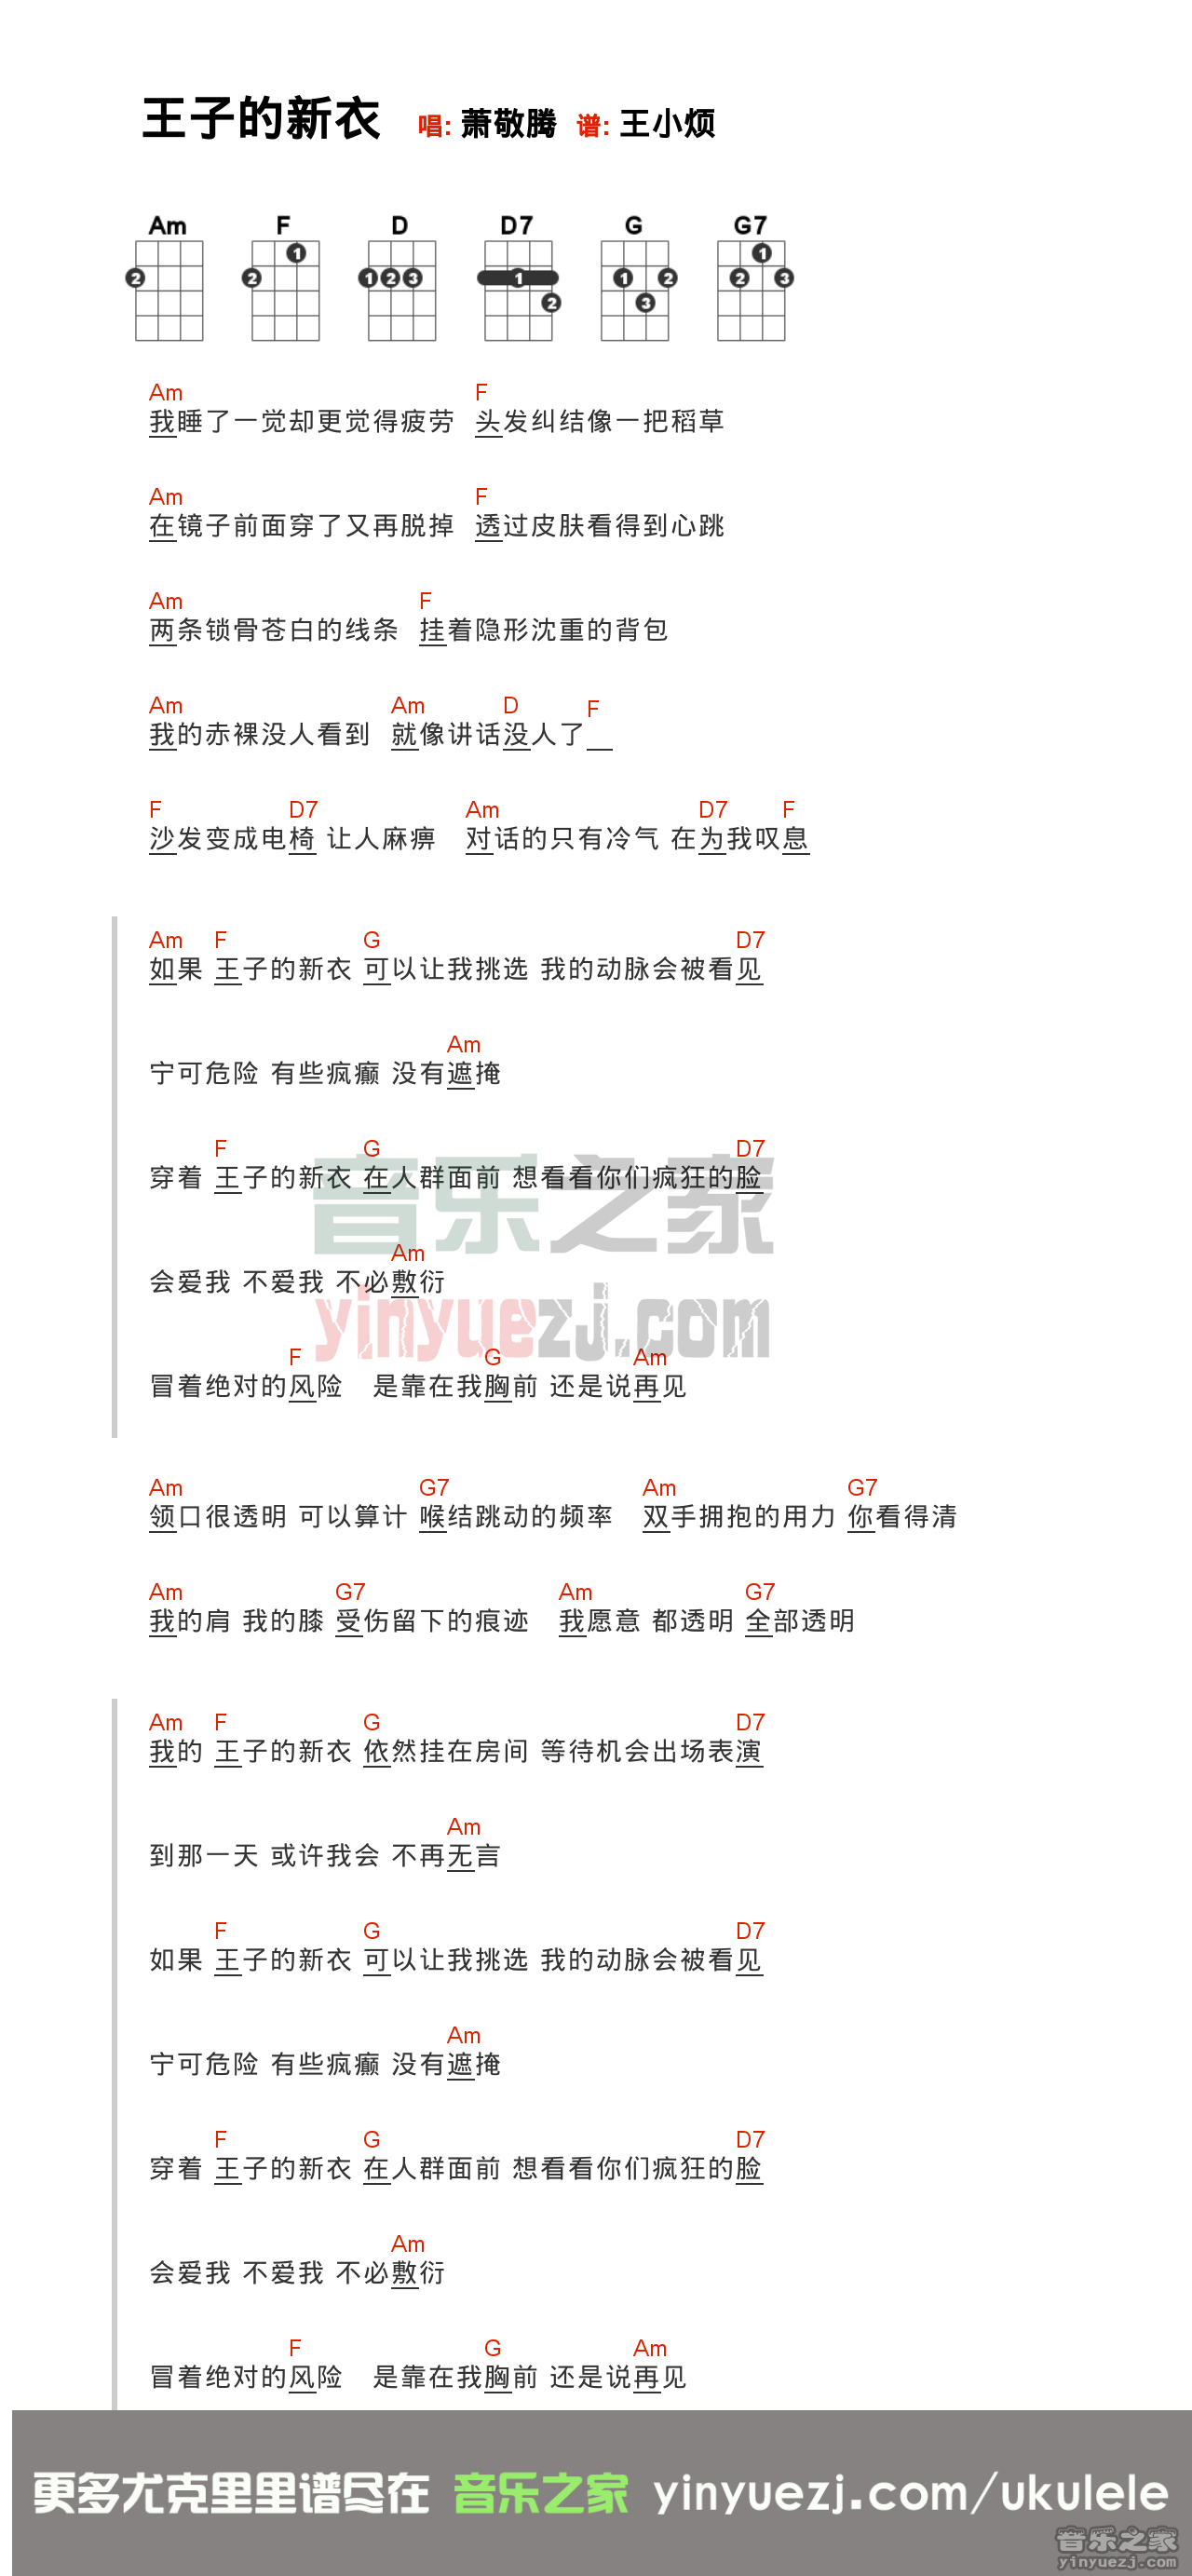 王子的新衣 唱: 萧敬腾 谱: 王小烦
Am F D D7 G G7
2 2 1 1 2 3 1 2 1 2 3 1 2 3
Am F
我睡了一觉却更觉得疲劳 头发纠结像一把稻草
Am F
在镜子前面穿了又再脱掉 透过皮肤看得到心跳
Am F
两条锁骨苍白的线条 挂着隐形沈重的背包
Am Am D F
我的赤裸没人看到 就像讲话没人了
F D7 Am D7 F
沙发变成电椅 让人麻痹 对话的只有冷气 在为我叹息
Am F G D7
如果 王子的新衣 可以让我挑选 我的动脉会被看见
Am
宁可危险 有些疯癫 没有遮掩
F G D7
穿着 王子的新衣 在人群面前 想看看你们疯狂的脸
Am
会爱我 不爱我 不必敷衍
F G Am
冒着绝对的风险 是靠在我胸前 还是说再见
Am G7 Am G7
领口很透明 可以算计 喉结跳动的频率 双手拥抱的用力 你看得清
Am G7 Am G7
我的肩 我的膝 受伤留下的痕迹 我愿意 都透明 全部透明
Am F G D7
我的 王子的新衣 依然挂在房间 等待机会出场表演
Am
到那一天 或许我会 不再无言
F G D7
如果 王子的新衣 可以让我挑选 我的动脉会被看见
Am
宁可危险 有些疯癫 没有遮掩
F G D7
穿着 王子的新衣 在人群面前 想看看你们疯狂的脸
Am
会爱我 不爱我 不必敷衍
F G Am
冒着绝对的风险 是靠在我胸前 还是说再见
音乐之家
yinyuezj.com
更多尤克里里谱尽在 音乐之家 yinyuezj.com/ukulele
音乐之家
yinyuezj.com